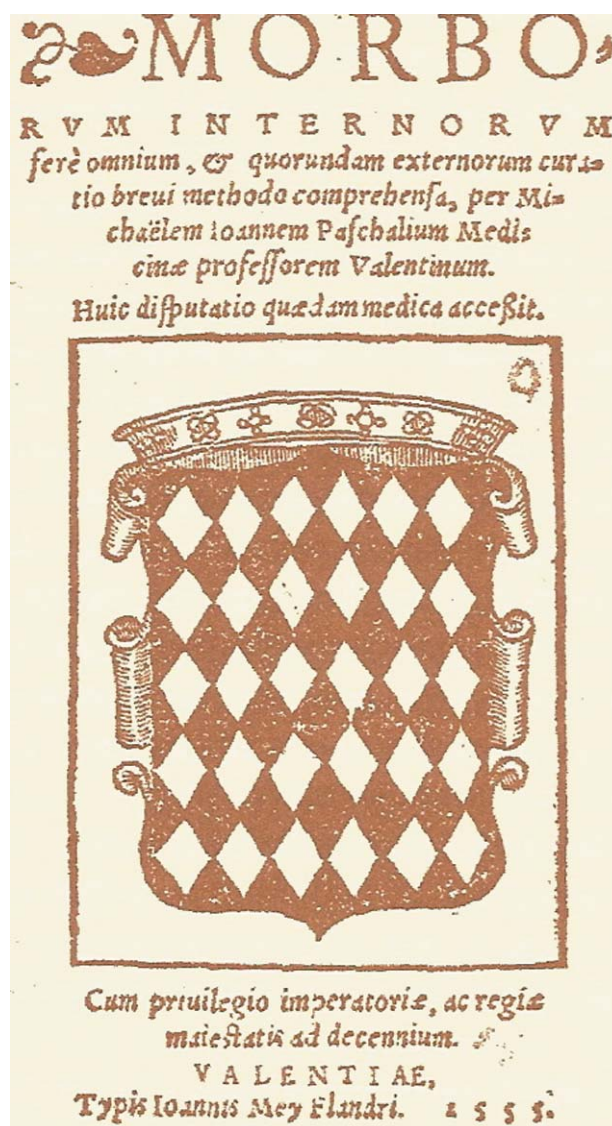 MORBO-
RVM INTERNORVM
ferè omnium, & quorundam externorum cura-
tio breui methodo comprehenſa, per Mi-
chaëlem Ioannem Paſchalium Medi-
cinæ profeſſorem Valentinum.
Huic diſputatio quædam medica acceßit.
Cum priuilegio imperatoriæ, ac regiæ
maieſtatis ad decennium.
VALENTIAE,
Typis Ioannis Mey Flandri. 1555.